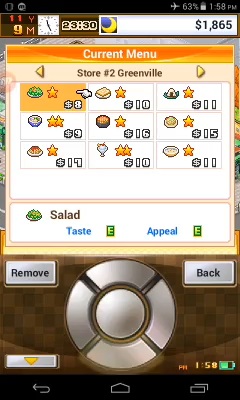 63% 1:58 PM
11 Y
9 M
23:30
$1,865
Current Menu
Store #2 Greenville
$8 $10 $11
$9 $16 $15
$17 $10 $11
Salad
Taste E Appeal E
Remove
Back
PM 1:58